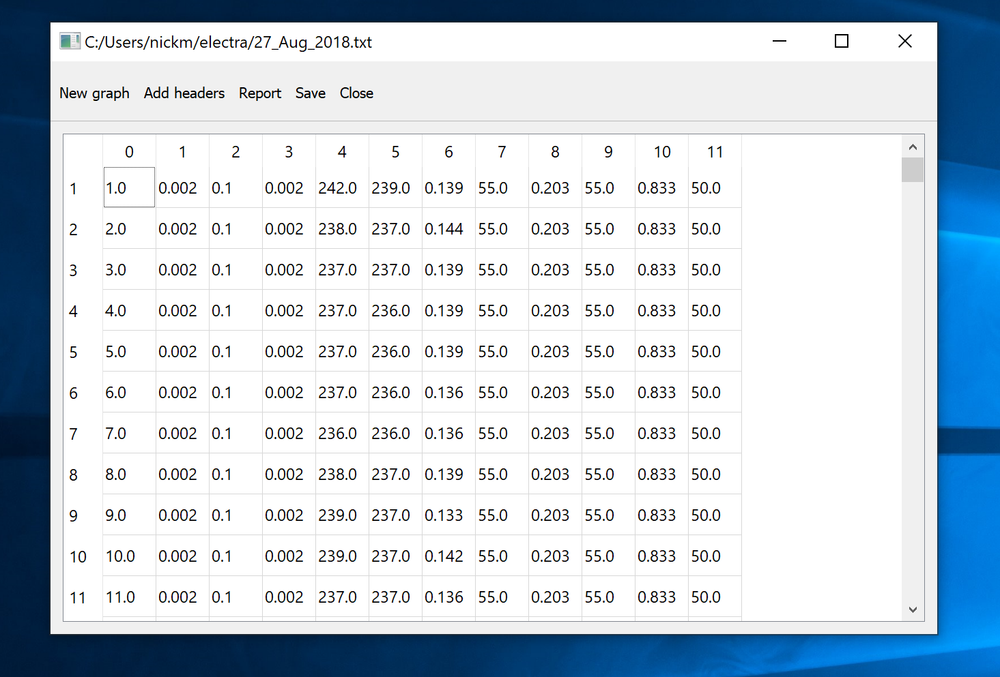 C:/Users/nickm/electra/27_Aug_2018.txt
New graph Add headers Report Save Close
0 1 2 3 4 5 6 7 8 9 10 11
1 1.0 0.002 0.1 0.002 242.0 239.0 0.139 55.0 0.203 55.0 0.833 50.0
2 2.0 0.002 0.1 0.002 238.0 237.0 0.144 55.0 0.203 55.0 0.833 50.0
3 3.0 0.002 0.1 0.002 237.0 237.0 0.139 55.0 0.203 55.0 0.833 50.0
4 4.0 0.002 0.1 0.002 237.0 236.0 0.139 55.0 0.203 55.0 0.833 50.0
5 5.0 0.002 0.1 0.002 237.0 236.0 0.139 55.0 0.203 55.0 0.833 50.0
6 6.0 0.002 0.1 0.002 237.0 236.0 0.136 55.0 0.203 55.0 0.833 50.0
7 7.0 0.002 0.1 0.002 236.0 236.0 0.136 55.0 0.203 55.0 0.833 50.0
8 8.0 0.002 0.1 0.002 238.0 237.0 0.139 55.0 0.203 55.0 0.833 50.0
9 9.0 0.002 0.1 0.002 239.0 237.0 0.133 55.0 0.203 55.0 0.833 50.0
10 10.0 0.002 0.1 0.002 239.0 237.0 0.142 55.0 0.203 55.0 0.833 50.0
11 11.0 0.002 0.1 0.002 237.0 237.0 0.136 55.0 0.203 55.0 0.833 50.0